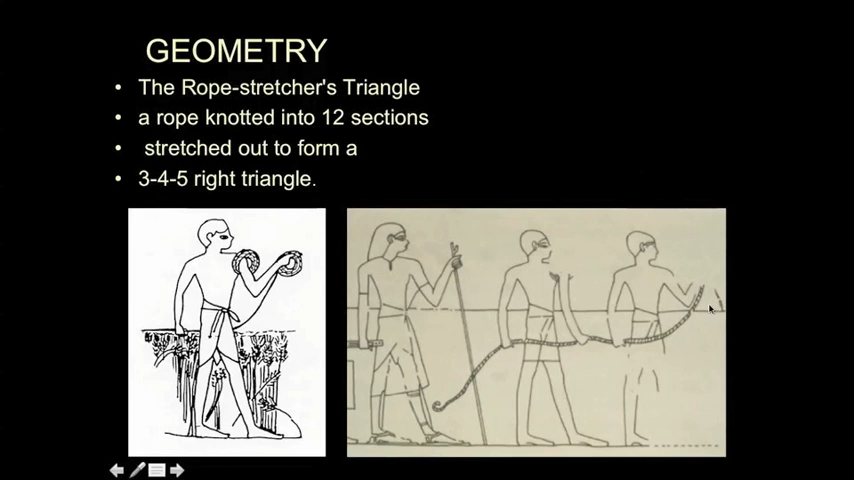 GEOMETRY
• The Rope-stretcher's Triangle
• a rope knotted into 12 sections
• stretched out to form a
• 3-4-5 right triangle.